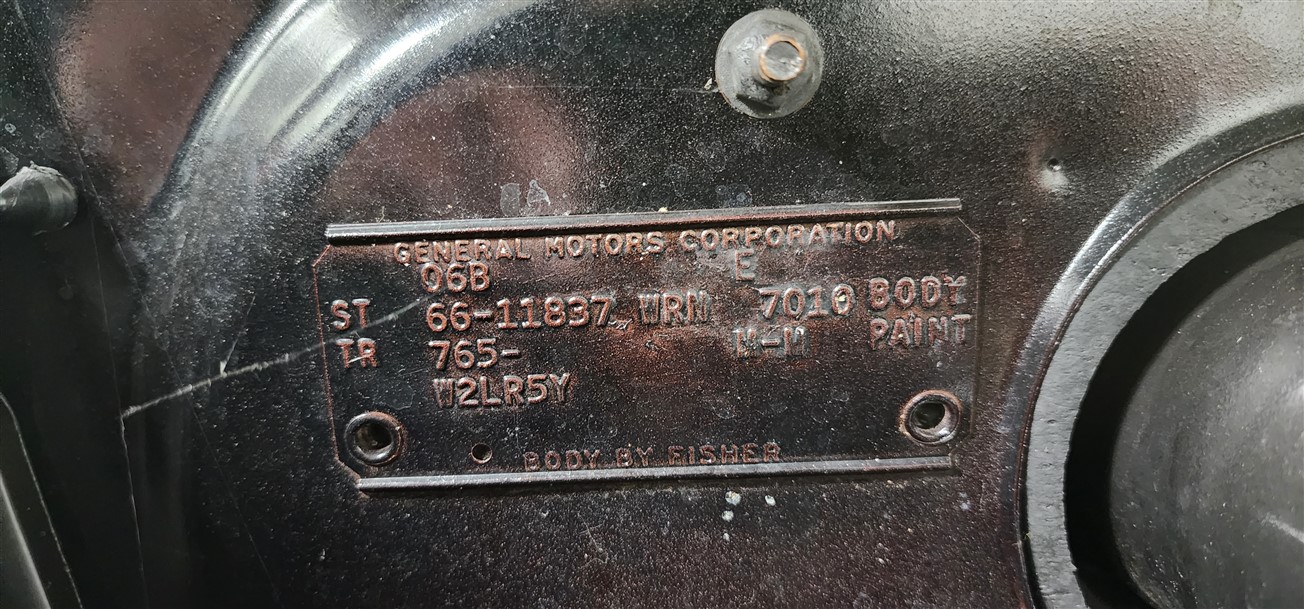 GENERAL MOTORS CORPORATION
06B E
ST 66-11837 WRN 7010 BODY
TR 765- M-M PAINT
W2LR5Y
BODY BY FISHER